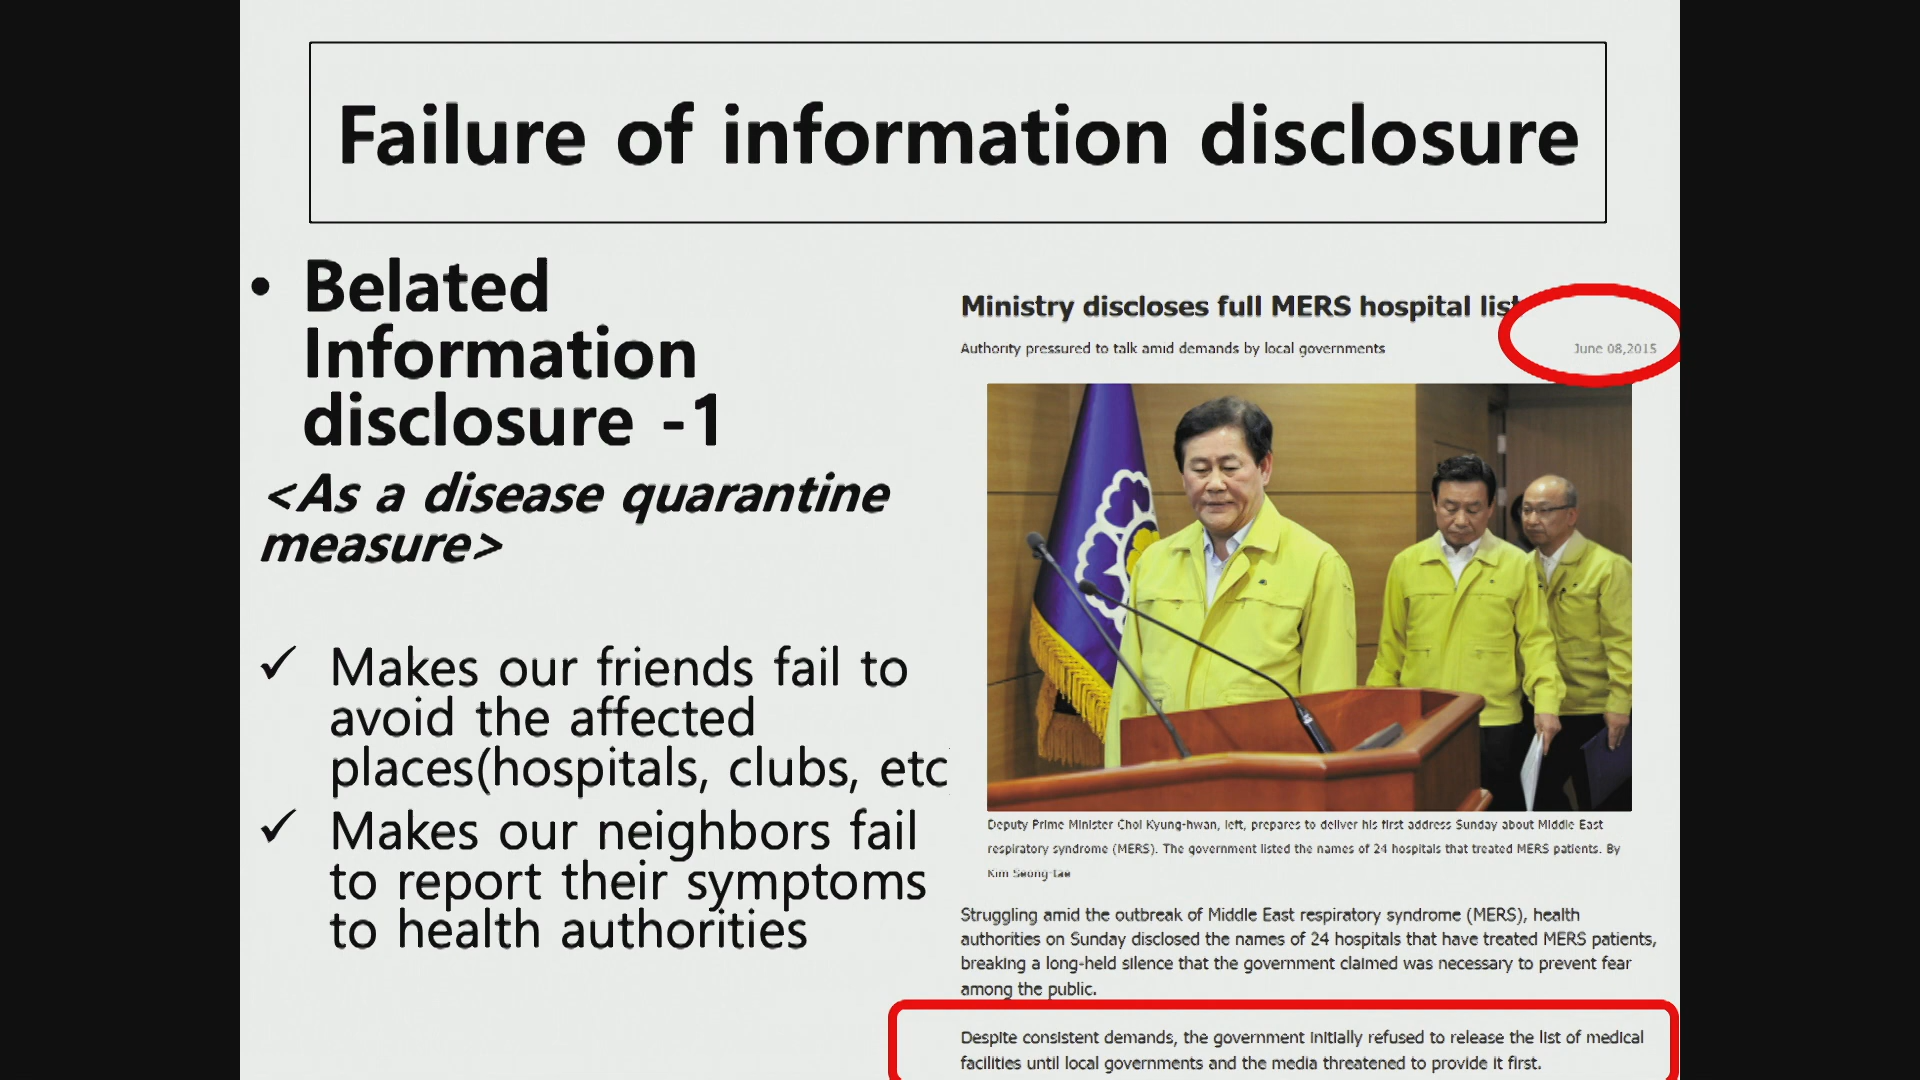 Failure of information disclosure
• Belated
Information
disclosure -1
<As a disease quarantine
measure>
✓ Makes our friends fail to
avoid the affected
places(hospitals, clubs, etc
✓ Makes our neighbors fail
to report their symptoms
to health authorities
Ministry discloses full MERS hospital list
Authority pressured to talk amid demands by local governments
June 08,2015
Deputy Prime Minister Choi Kyung-hwan, left, prepares to deliver his first address Sunday about Middle East
respiratory syndrome (MERS). The government listed the names of 24 hospitals that treated MERS patients. By
Kim Seong-tae
Struggling amid the outbreak of Middle East respiratory syndrome (MERS), health
authorities on Sunday disclosed the names of 24 hospitals that have treated MERS patients,
breaking a long-held silence that the government claimed was necessary to prevent fear
among the public.
Despite consistent demands, the government initially refused to release the list of medical
facilities until local governments and the media threatened to provide it first.